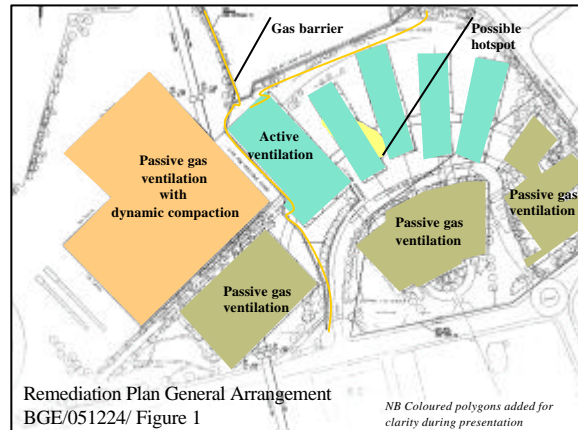 Gas barrier
Possible
hotspot
Active
ventilation
Passive gas
ventilation
with
dynamic compaction
Passive gas
ventilation
Passive gas
ventilation
Passive gas
ventilation
Remediation Plan General Arrangement
BGE/051224/ Figure 1
NB Coloured polygons added for
clarity during presentation